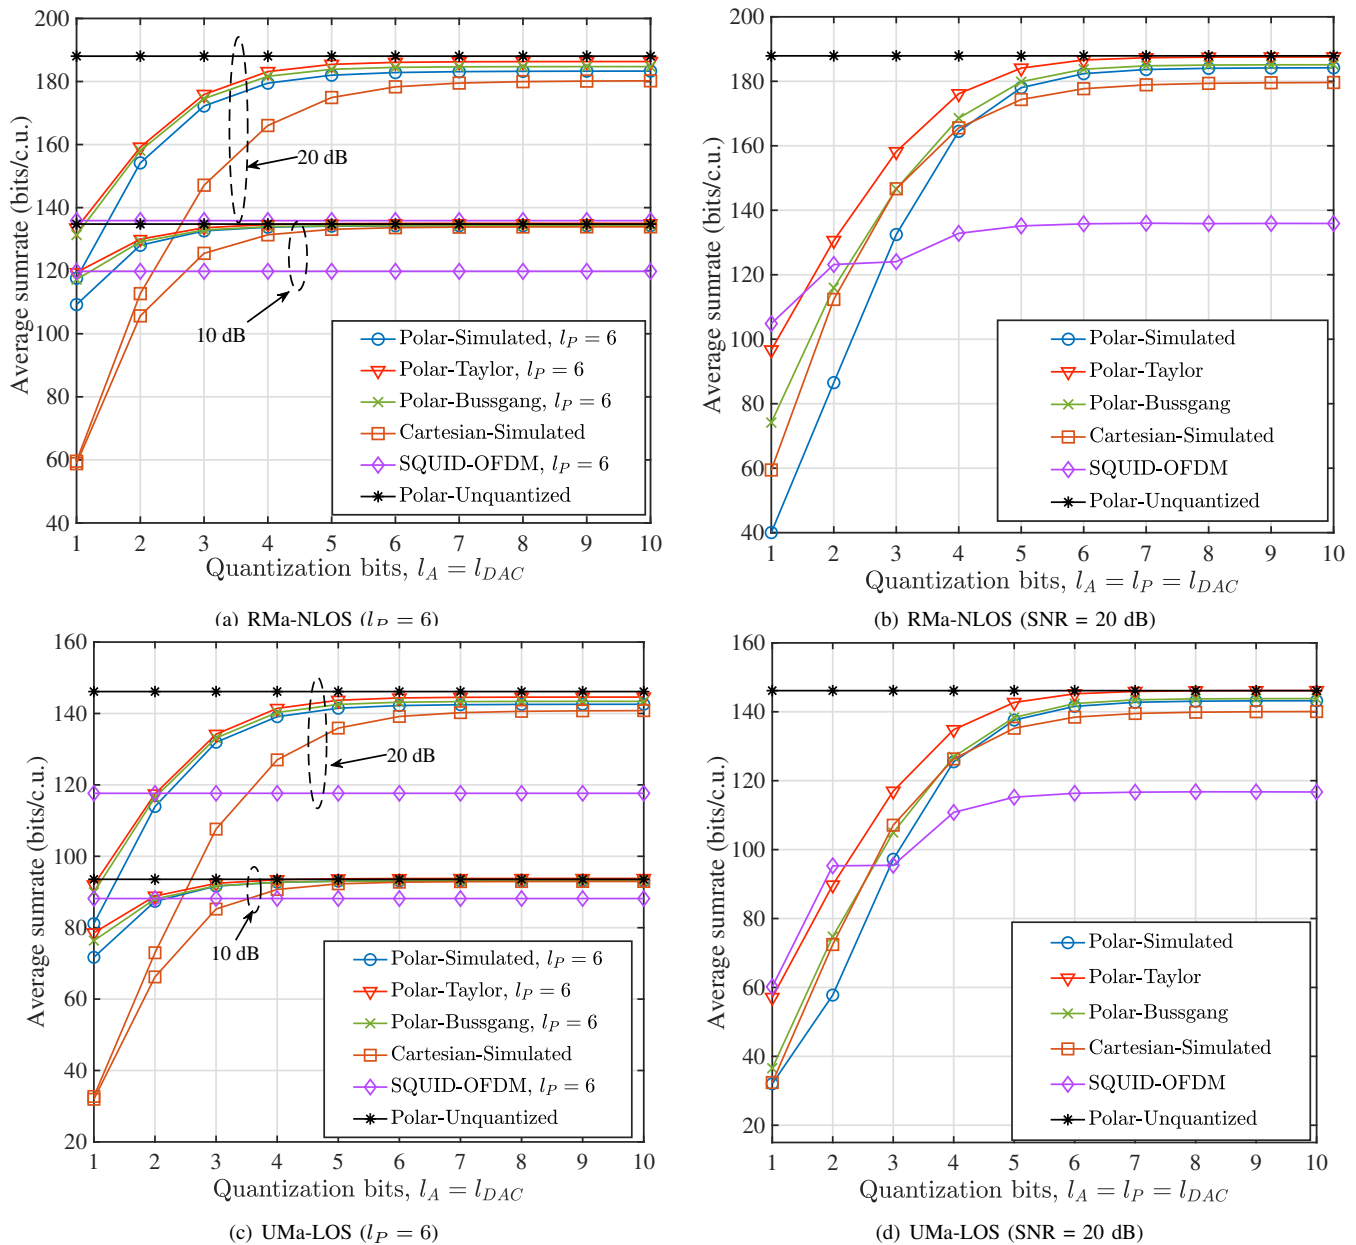 200
180
160
140
120
100
80
60
40
1 2 3 4 5 6 7 8 9 10
Average sumrate (bits/c.u.)
Quantization bits, l_A = l_{DAC}
20 dB
10 dB
Polar-Simulated, l_P = 6
Polar-Taylor, l_P = 6
Polar-Bussgang, l_P = 6
Cartesian-Simulated
SQUID-OFDM, l_P = 6
Polar-Unquantized
(a) RMa-NLOS (l_P = 6)
200
180
160
140
120
100
80
60
40
1 2 3 4 5 6 7 8 9 10
Average sumrate (bits/c.u.)
Quantization bits, l_A = l_P = l_{DAC}
Polar-Simulated
Polar-Taylor
Polar-Bussgang
Cartesian-Simulated
SQUID-OFDM
Polar-Unquantized
(b) RMa-NLOS (SNR = 20 dB)
160
140
120
100
80
60
40
20
1 2 3 4 5 6 7 8 9 10
Average sumrate (bits/c.u.)
Quantization bits, l_A = l_{DAC}
20 dB
10 dB
Polar-Simulated, l_P = 6
Polar-Taylor, l_P = 6
Polar-Bussgang, l_P = 6
Cartesian-Simulated
SQUID-OFDM, l_P = 6
Polar-Unquantized
(c) UMa-LOS (l_P = 6)
160
140
120
100
80
60
40
20
1 2 3 4 5 6 7 8 9 10
Average sumrate (bits/c.u.)
Quantization bits, l_A = l_P = l_{DAC}
Polar-Simulated
Polar-Taylor
Polar-Bussgang
Cartesian-Simulated
SQUID-OFDM
Polar-Unquantized
(d) UMa-LOS (SNR = 20 dB)